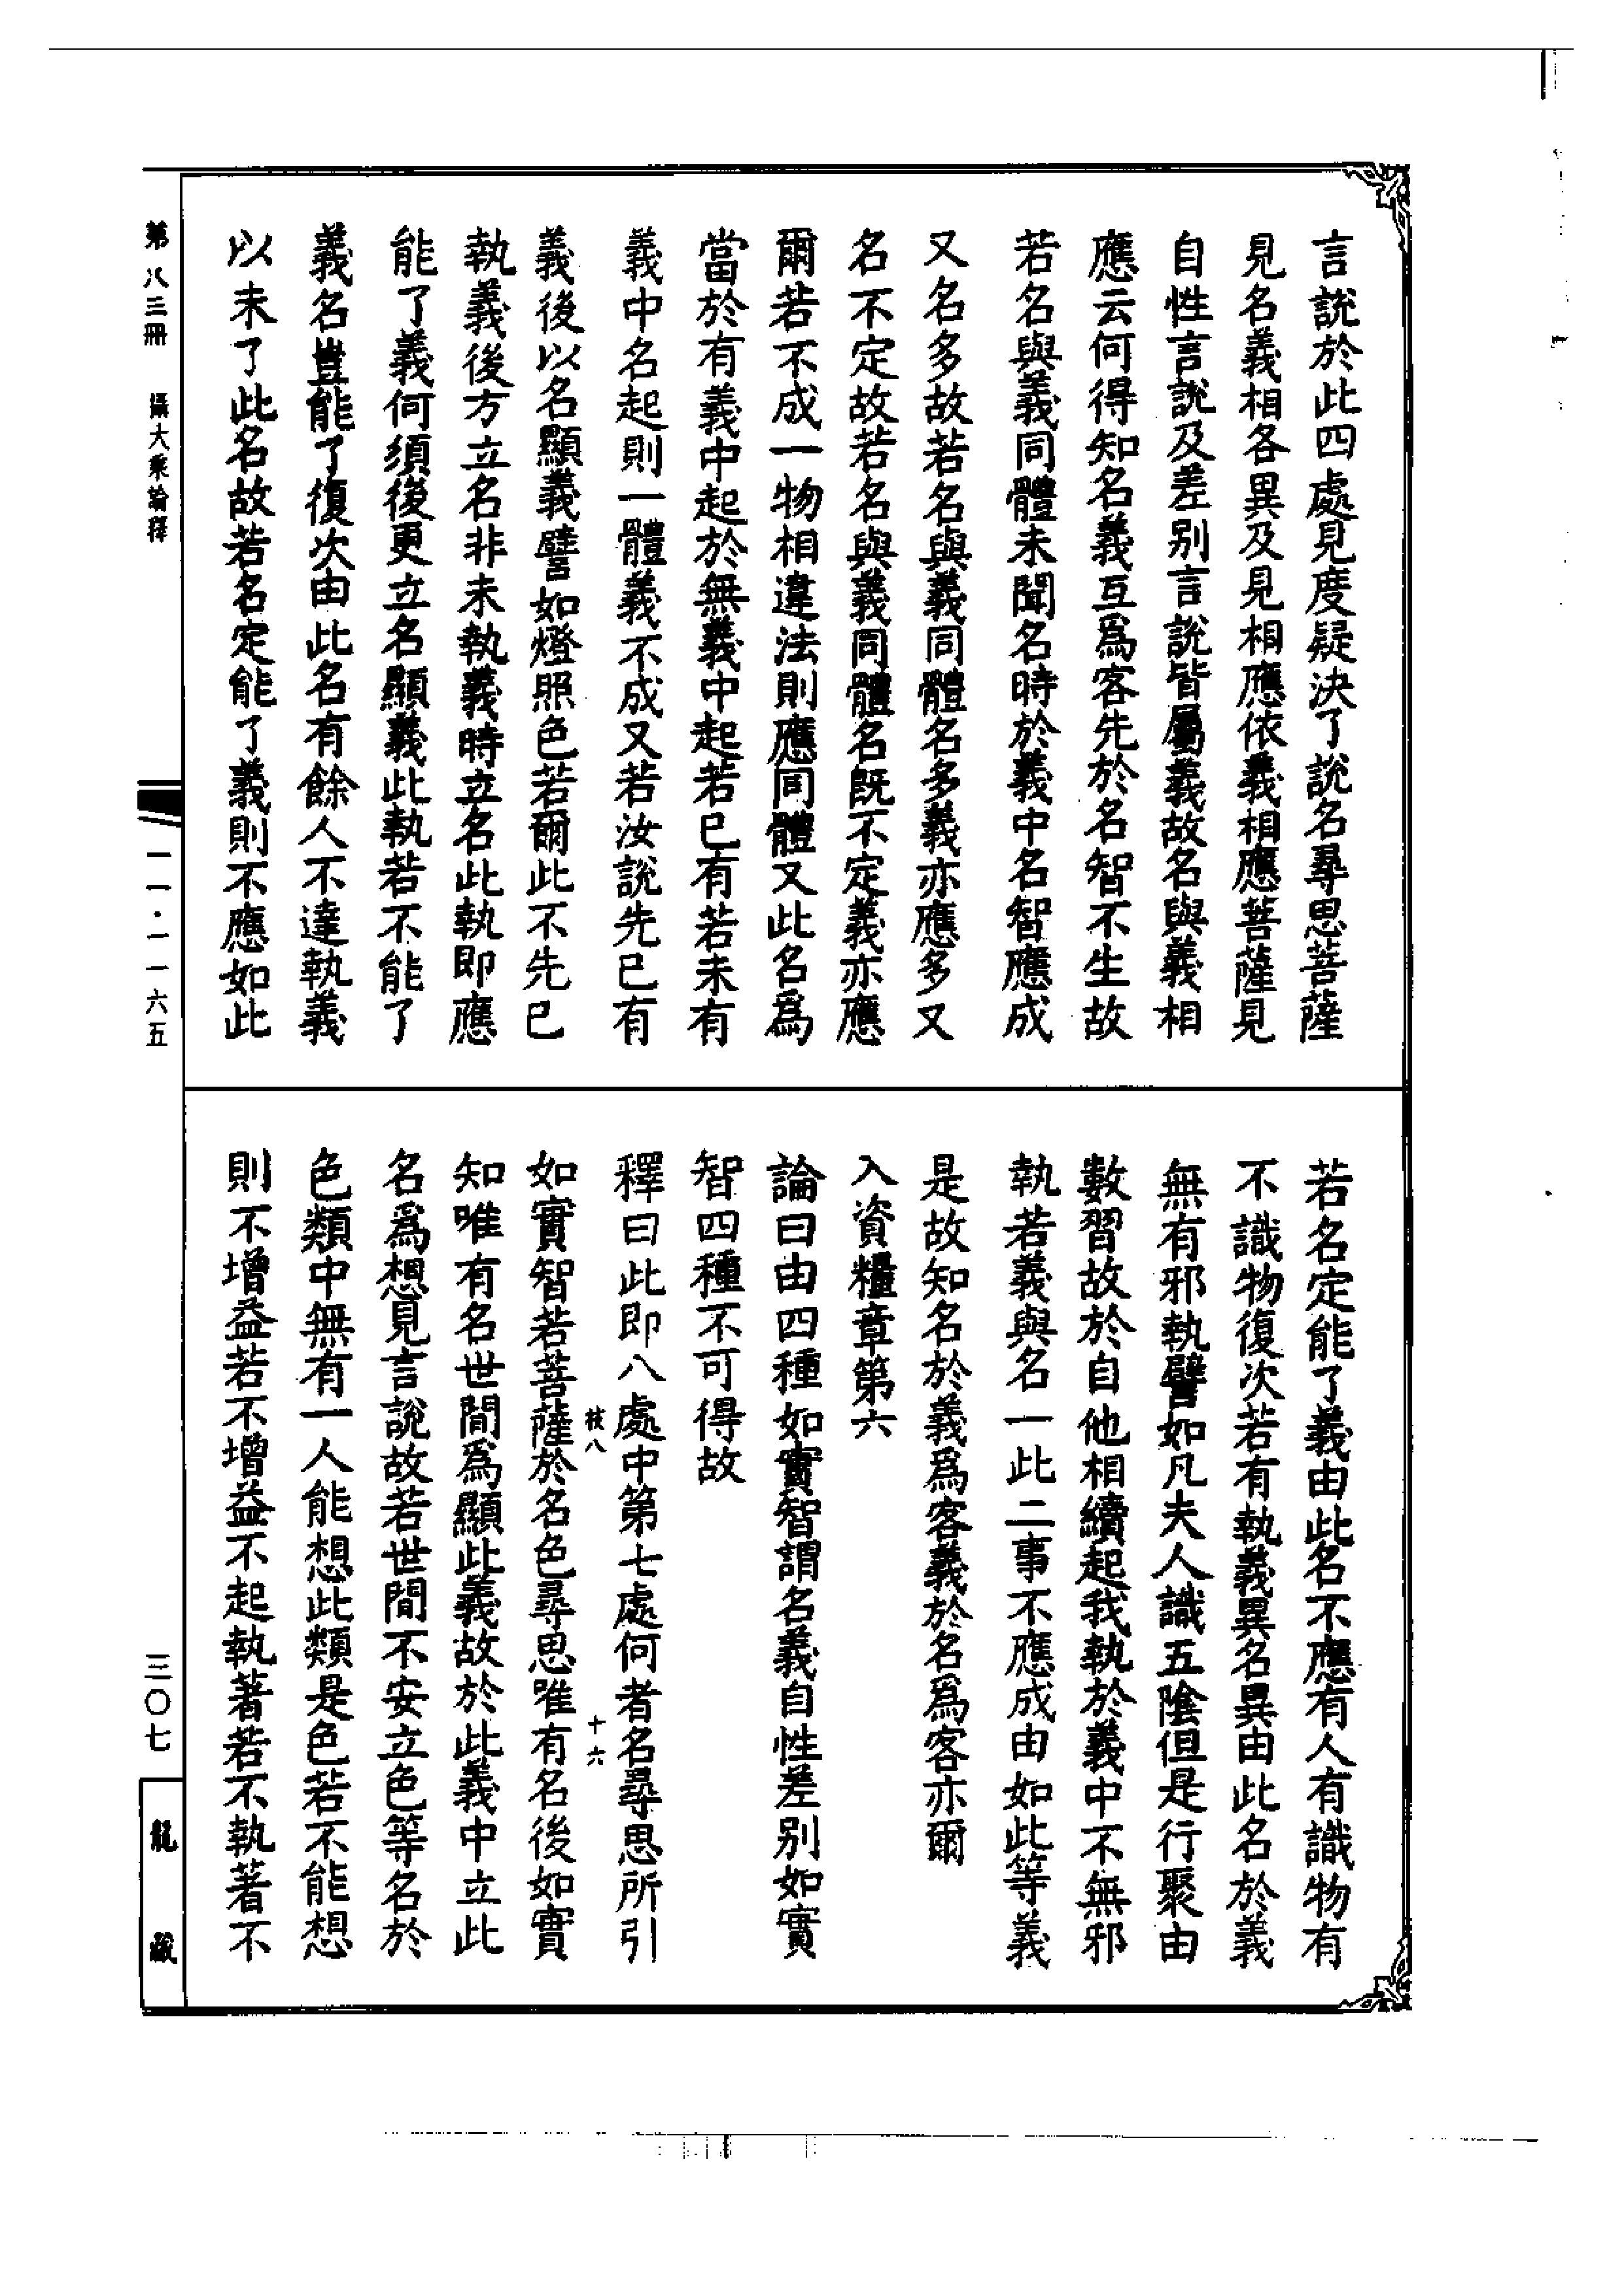 言說於此四處見度疑決了說名尋思菩薩
見名義相各異及見相應依義相應菩薩見
自性言說及差別言說皆屬義故名與義相
應云何得知名義互爲客先於名智不生故
若名與義同體未聞名時於義中名智應成
又名多故若名與義同體名多義亦應多又
名不定故若名與義同體名既不定義亦應
爾若不成一物相違法則應同體又此名爲
當於有義中起於無義中起若已有若未有
義中名起則一體義不成又若汝說先已有
義後以名顯義譬如燈照色若爾此不先已
執義後方立名非未執義時立名此執即應
能了義何須後更立名顯義此執若不能了
義名豈能了復次由此名有餘人不達執義
以未了此名故若名定能了義則不應如此
若名定能了義由此名不應有人有識物有
不識物復次若有執義異名異由此名於義
無有邪執譬如凡夫人識五陰但是行聚由
數習故於自他相續起我執於義中不無邪
執若義與名一此二事不應成由如此等義
是故知名於義爲客義於名爲客亦爾
入資糧章第六
論曰由四種如實智謂名義自性差別如實
智四種不可得故
釋曰此即八處中第七處何者名尋思所引
枝八
十六
如實智若菩薩於名色尋思唯有名後如實
知唯有名世間爲顯此義故於此義中立此
名爲想見言說故若世間不安立色等名於
色類中無有一人能想此類是色若不能想
則不增益若不增益不起執著若不執著不
第八三冊
攝大乘論釋
一一·一一六五
三〇七
龍藏